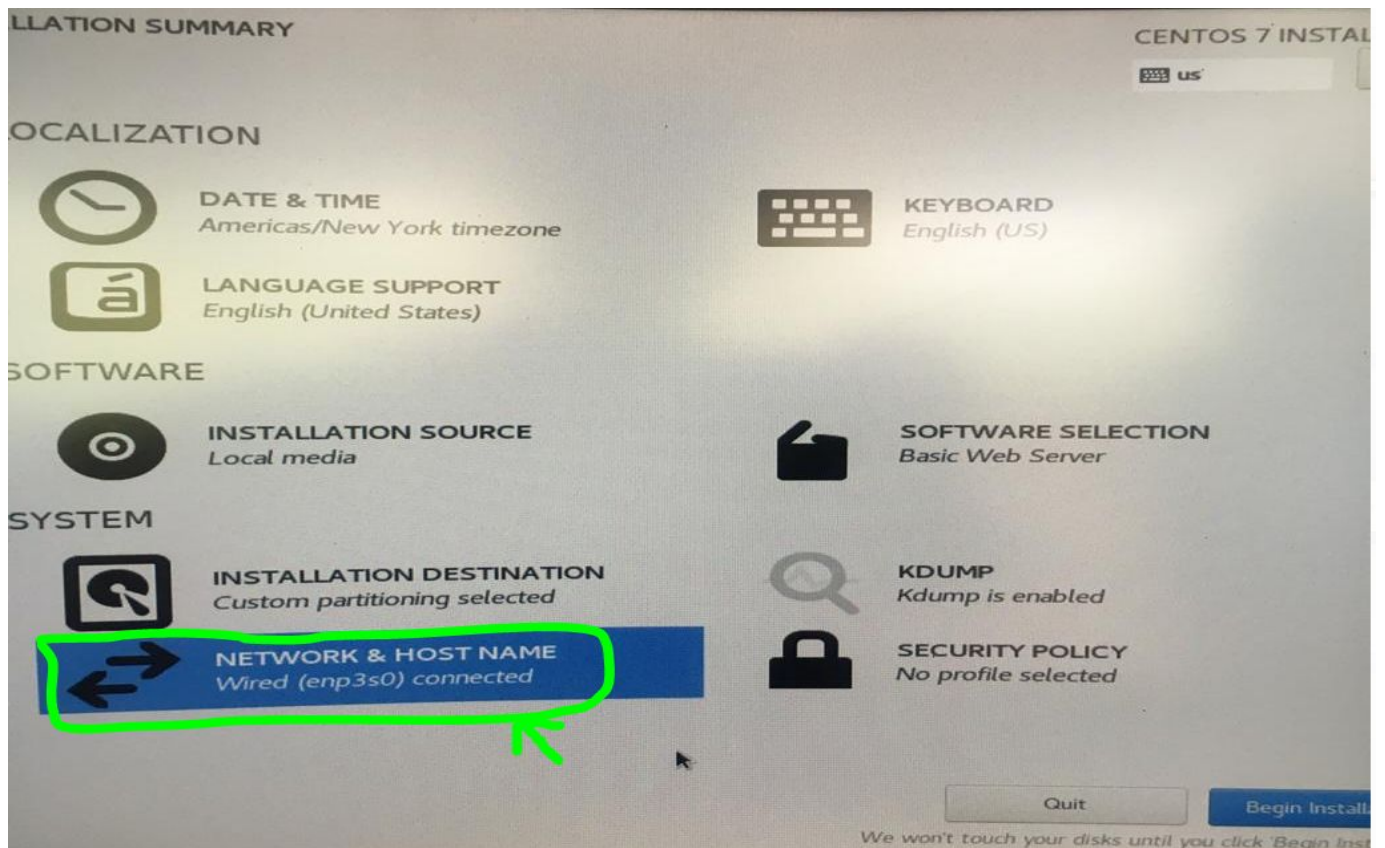 LLATION SUMMARY
CENTOS 7 INSTAL
us
OCALIZATION
DATE & TIME
Americas/New York timezone
KEYBOARD
English (US)
LANGUAGE SUPPORT
English (United States)
SOFTWARE
INSTALLATION SOURCE
Local media
SOFTWARE SELECTION
Basic Web Server
SYSTEM
INSTALLATION DESTINATION
Custom partitioning selected
KDUMP
Kdump is enabled
NETWORK & HOST NAME
Wired (enp3s0) connected
SECURITY POLICY
No profile selected
Quit
Begin Install
We won't touch your disks until you click 'Begin Inst